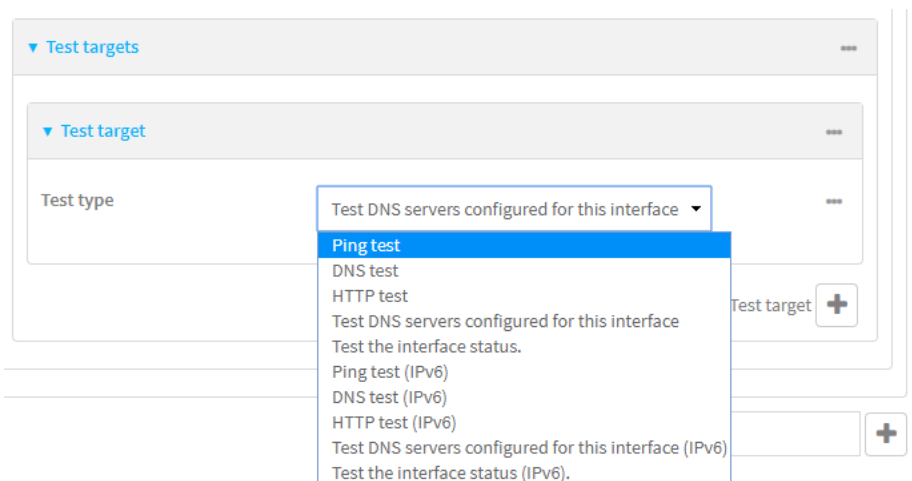 Test targets
Test target
Test type
Test DNS servers configured for this interface
Ping test
DNS test
HTTP test
Test DNS servers configured for this interface
Test the interface status.
Ping test (IPv6)
DNS test (IPv6)
HTTP test (IPv6)
Test DNS servers configured for this interface (IPv6)
Test the interface status (IPv6).
Test target